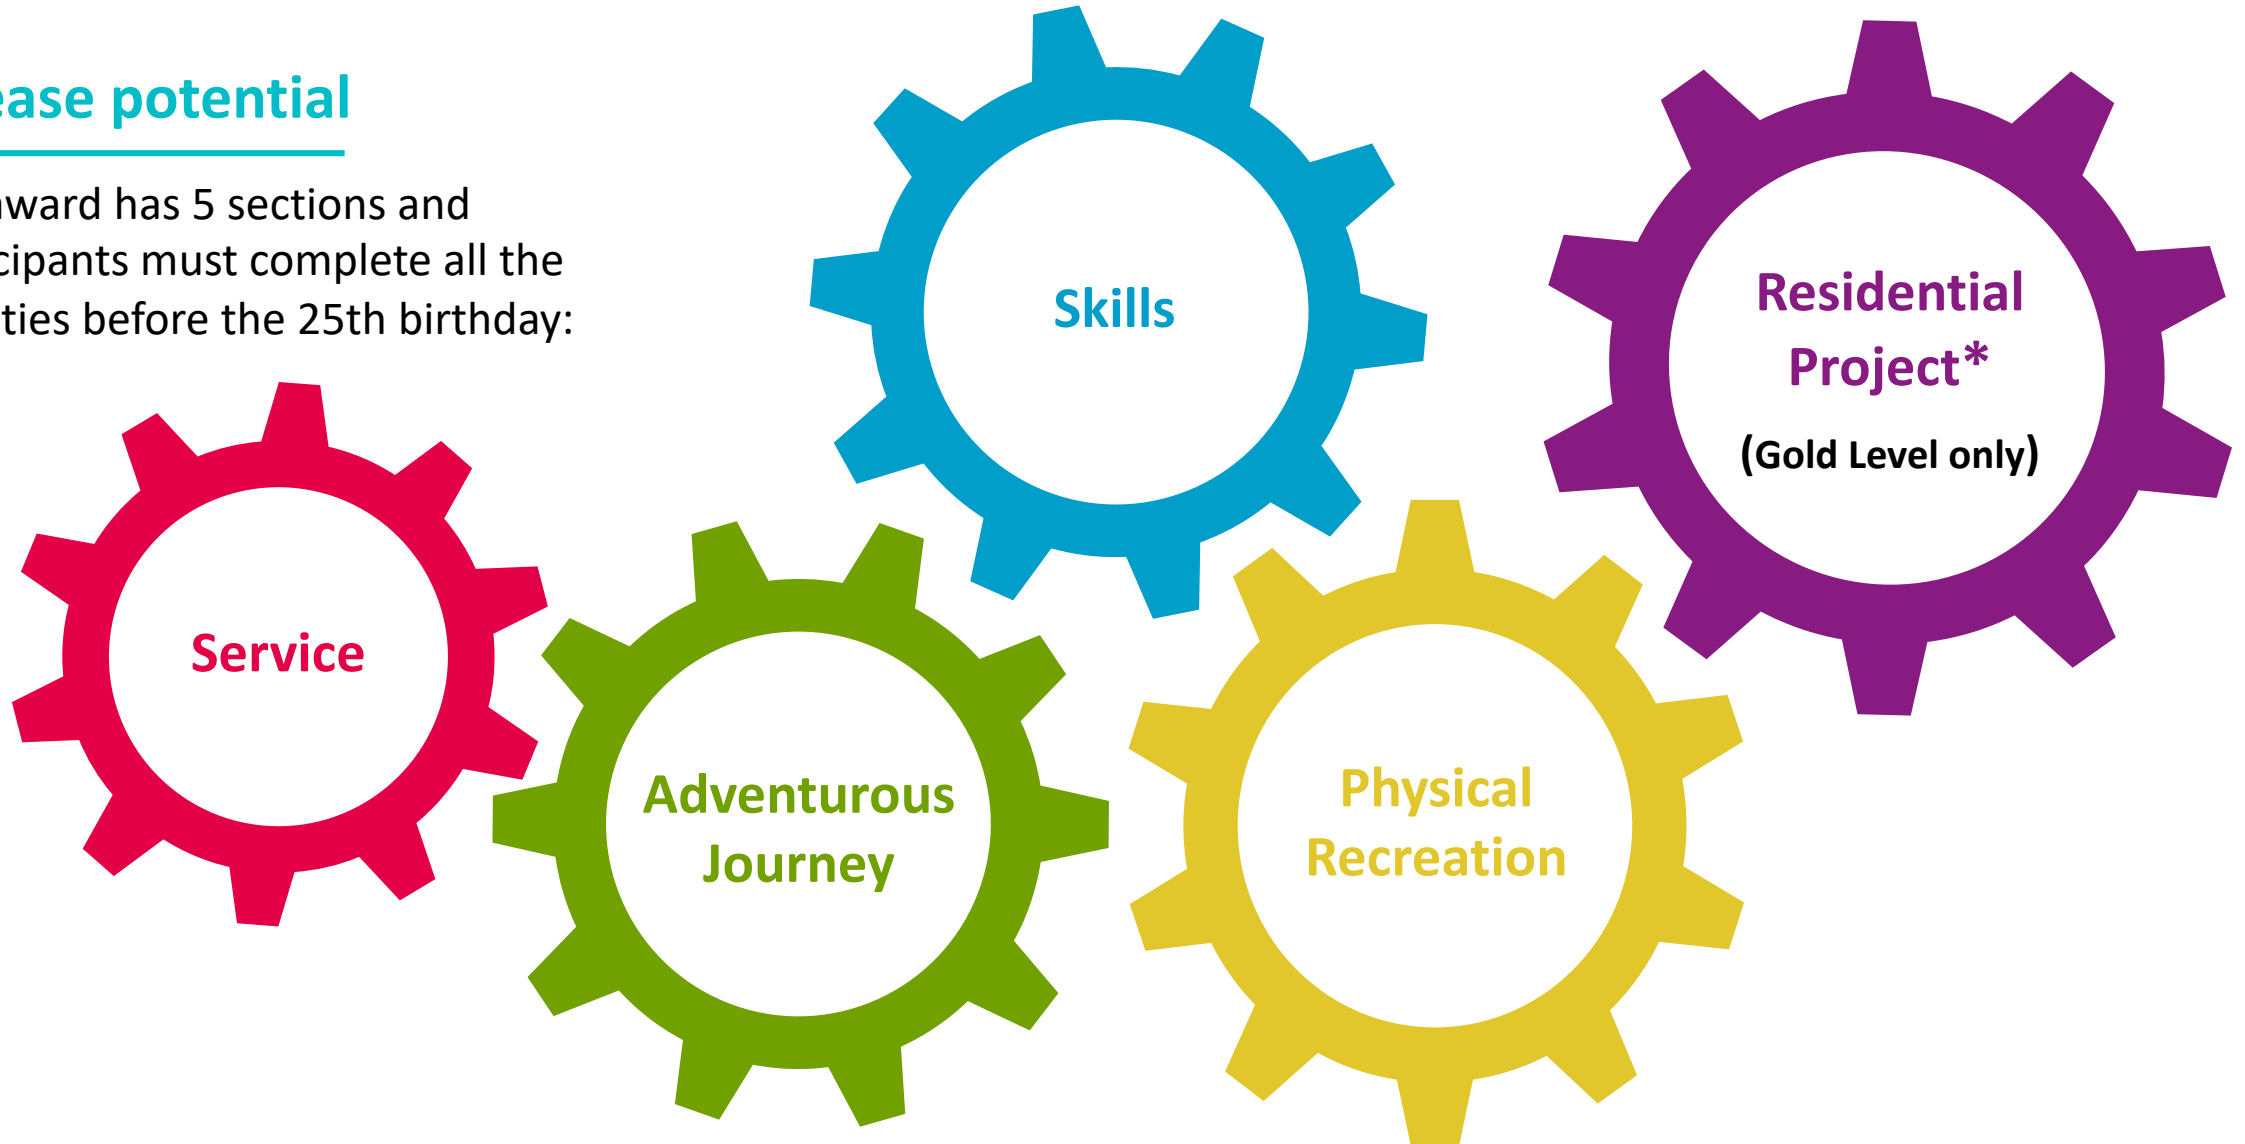 ease potential
award has 5 sections and
cipants must complete all the
ties before the 25th birthday:
Skills
Residential
Project*
(Gold Level only)
Service
Adventurous
Journey
Physical
Recreation